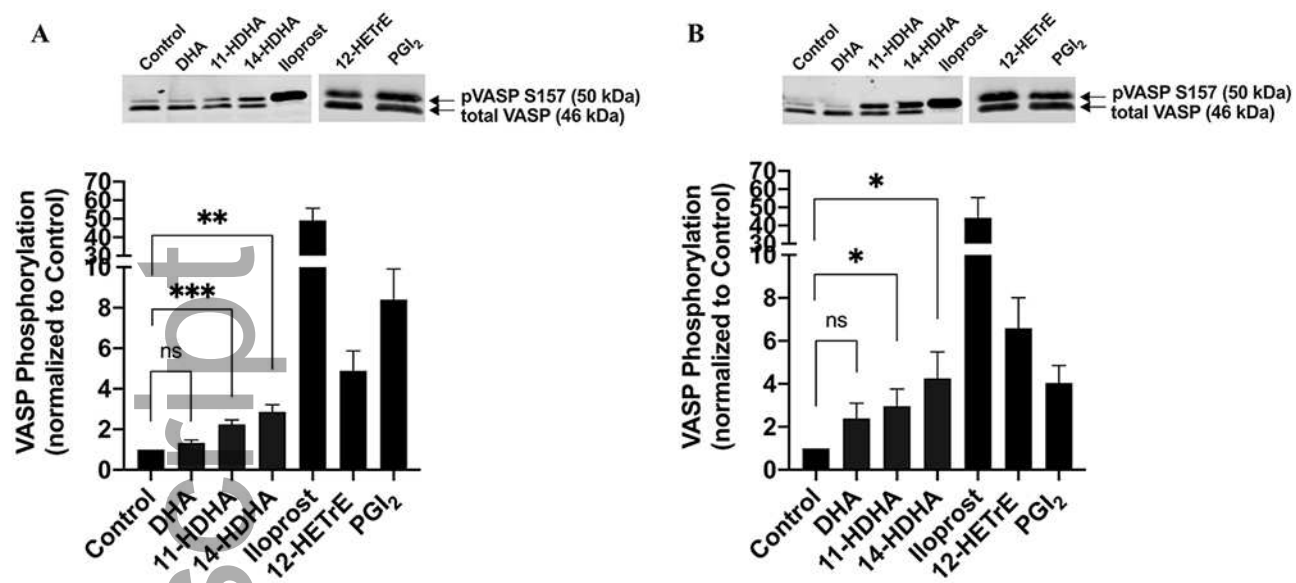 A
Control
DHA
11-HDHA
14-HDHA
Iloprost
12-HETrE
PGI2
pVASP S157 (50 kDa)
total VASP (46 kDa)
VASP Phosphorylation
(normalized to Control)
70
60
50
40
30
10
8
6
4
2
0
ns
***
**
Control
DHA
11-HDHA
14-HDHA
Iloprost
12-HETrE
PGI2
B
Control
DHA
11-HDHA
14-HDHA
Iloprost
12-HETrE
PGI2
pVASP S157 (50 kDa)
total VASP (46 kDa)
VASP Phosphorylation
(normalized to Control)
70
60
50
40
30
10
8
6
4
2
0
ns
*
*
Control
DHA
11-HDHA
14-HDHA
Iloprost
12-HETrE
PGI2
script